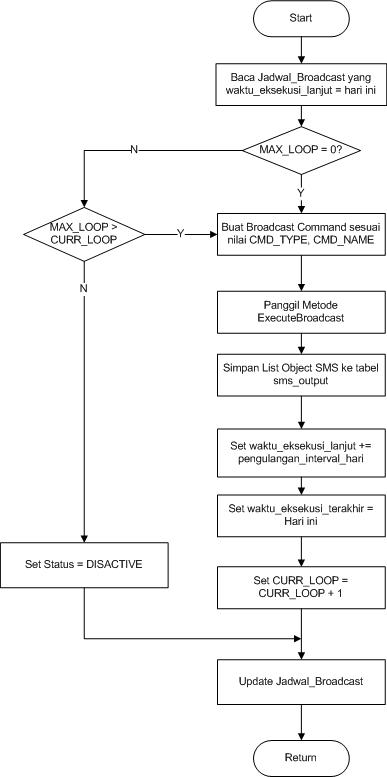 Start
Baca Jadwal_Broadcast yang
waktu_eksekusi_lanjut = hari ini
MAX_LOOP = 0?
N
Y
MAX_LOOP >
CURR_LOOP
Y
Buat Broadcast Command sesuai
nilai CMD_TYPE, CMD_NAME
N
Panggil Metode
ExecuteBroadcast
Simpan List Object SMS ke tabel
sms_output
Set waktu_eksekusi_lanjut +=
pengulangan_interval_hari
Set waktu_eksekusi_terakhir =
Hari ini
Set Status = DISACTIVE
Set CURR_LOOP =
CURR_LOOP + 1
Update Jadwal_Broadcast
Return